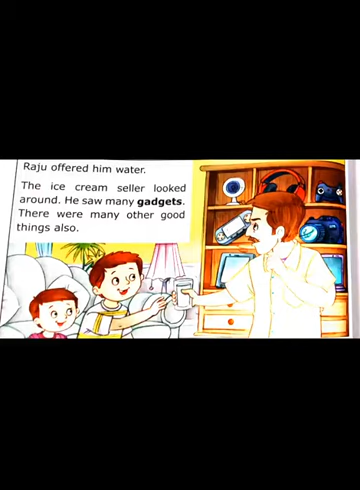 Raju offered him water.
The ice cream seller looked
around. He saw many gadgets.
There were many other good
things also.